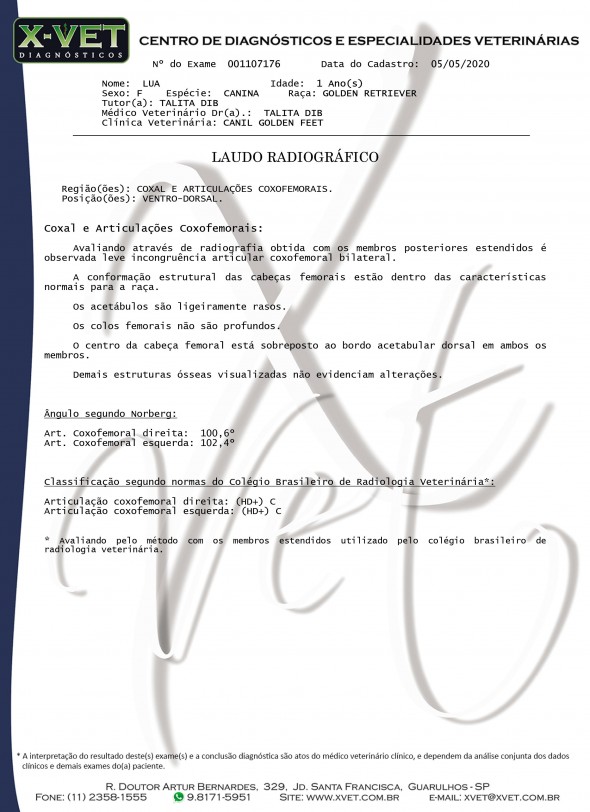 X-VET
DIAGNÓSTICOS
CENTRO DE DIAGNÓSTICOS E ESPECIALIDADES VETERINÁRIAS
Nº do Exame 001107176 Data do Cadastro: 05/05/2020
Nome: LUA Idade: 1 Ano(s)
Sexo: F Espécie: CANINA Raça: GOLDEN RETRIEVER
Tutor(a): TALITA DIB
Médico Veterinário Dr(a).: TALITA DIB
Clínica Veterinária: CANIL GOLDEN FEET
LAUDO RADIOGRÁFICO
Região(ões): COXAL E ARTICULAÇÕES COXOFEMORAIS.
Posição(ões): VENTRO-DORSAL.
Coxal e Articulações Coxofemorais:
Avaliando através de radiografia obtida com os membros posteriores estendidos é
observada leve incongruência articular coxofemoral bilateral.
A conformação estrutural das cabeças femorais estão dentro das características
normais para a raça.
Os acetábulos são ligeiramente rasos.
Os colos femorais não são profundos.
O centro da cabeça femoral está sobreposto ao bordo acetabular dorsal em ambos os
membros.
Demais estruturas ósseas visualizadas não evidenciam alterações.
Ângulo segundo Norberg:
Art. Coxofemoral direita: 100,6°
Art. Coxofemoral esquerda: 102,4°
Classificação segundo normas do Colégio Brasileiro de Radiologia Veterinária*:
Articulação coxofemoral direita: (HD+) C
Articulação coxofemoral esquerda: (HD+) C
* Avaliando pelo método com os membros estendidos utilizado pelo colégio brasileiro de
radiologia veterinária.
X Vet
* A interpretação do resultado deste(s) exame(s) e a conclusão diagnóstica são atos do médico veterinário clínico, e dependem da análise conjunta dos dados
clínicos e demais exames do(a) paciente.
R. Doutor Artur Bernardes, 329, Jd. Santa Francisca, Guarulhos - SP
Fone: (11) 2358-1555 9.8171-5951 Site: www.xvet.com.br e-mail: xvet@xvet.com.br